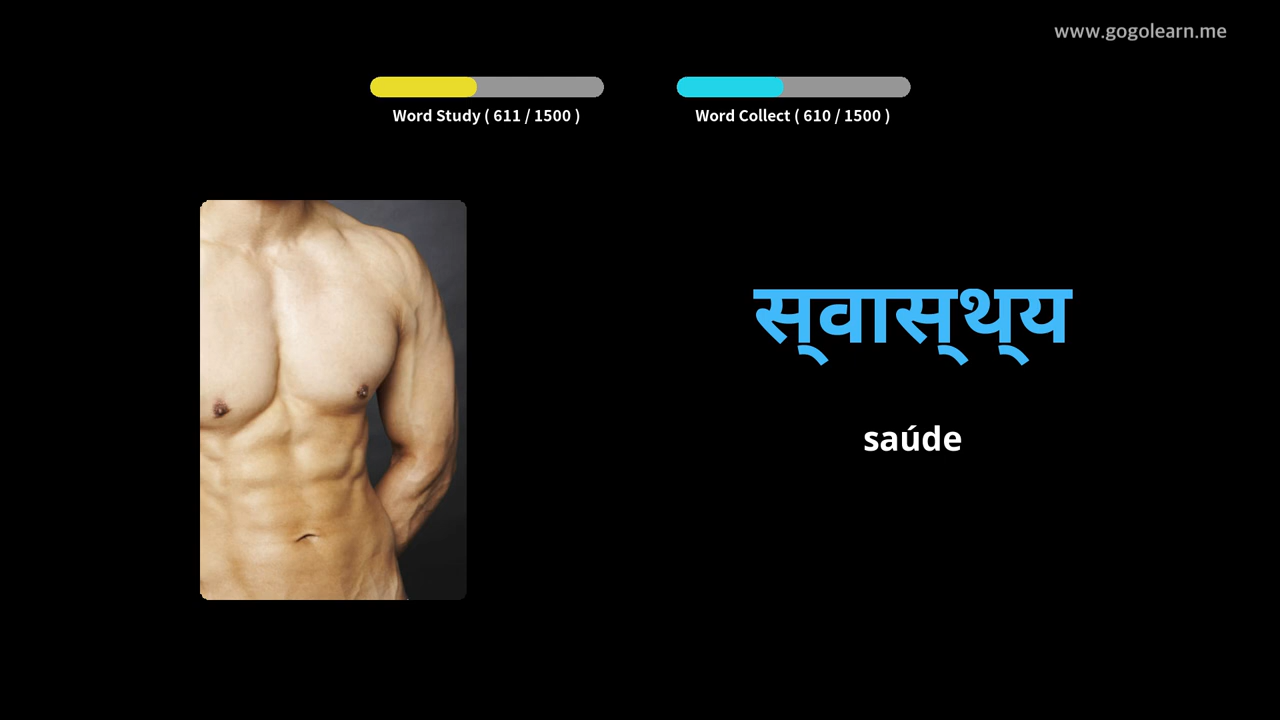 www.gogolearn.me
Word Study ( 611 / 1500 )
Word Collect ( 610 / 1500 )
स्‌वास्‌थ्‌य
saúde